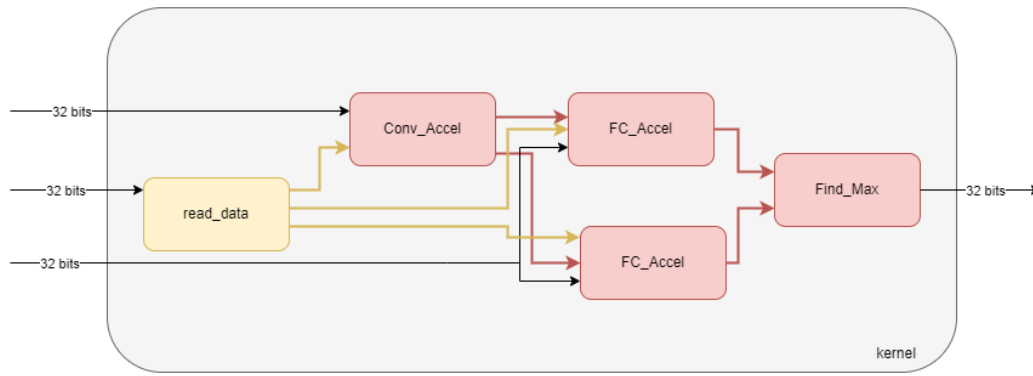 32 bits
Conv_Accel
FC_Accel
32 bits
read_data
Find_Max
32 bits
32 bits
FC_Accel
kernel